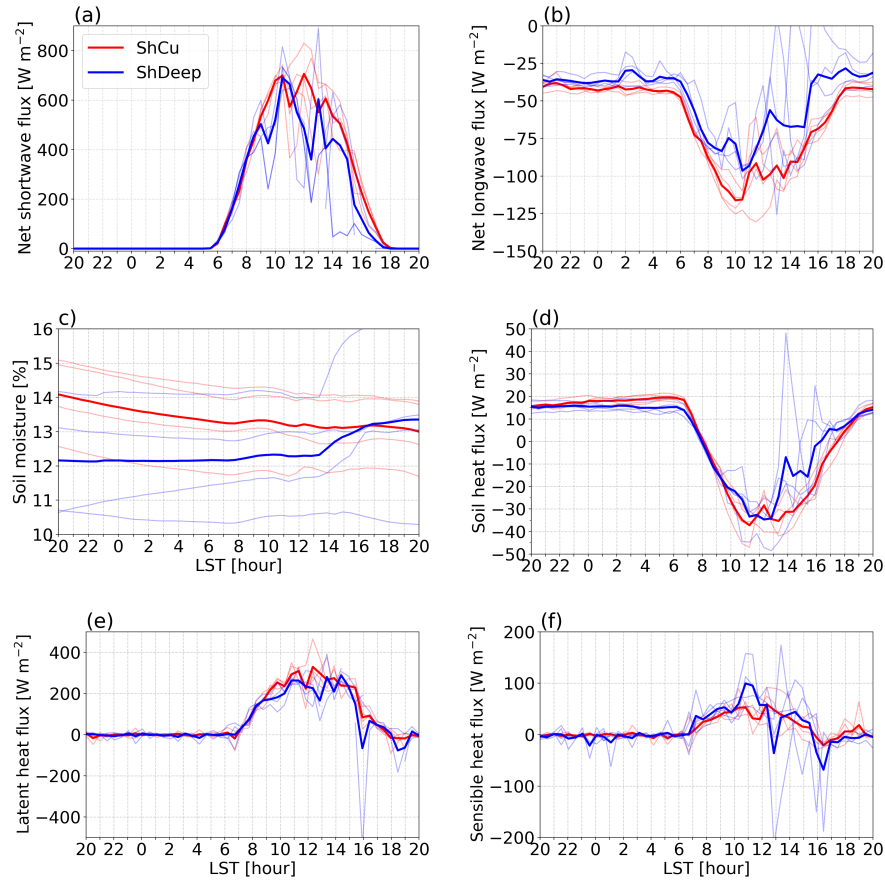 (a)
Net shortwave flux [W m⁻²]
800
600
400
200
0
ShCu
ShDeep
20 22 0 2 4 6 8 10 12 14 16 18 20
(b)
Net longwave flux [W m⁻²]
0
−25
−50
−75
−100
−125
−150
20 22 0 2 4 6 8 10 12 14 16 18 20
c)
Soil moisture [%]
16
15
14
13
12
11
10
20 22 0 2 4 6 8 10 12 14 16 18 20
LST [hour]
(d)
Soil heat flux [W m⁻²]
50
40
30
20
10
0
−10
−20
−30
−40
−50
20 22 0 2 4 6 8 10 12 14 16 18 20
(e)
Latent heat flux [W m⁻²]
400
200
0
−200
−400
20 22 0 2 4 6 8 10 12 14 16 18 20
LST [hour]
(f)
Sensible heat flux [W m⁻²]
200
100
0
−100
−200
20 22 0 2 4 6 8 10 12 14 16 18 20
LST [hour]